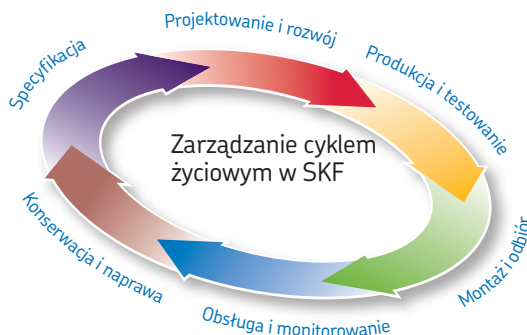 Projektowanie i rozwój
Specyfikacja
Produkcja i testowanie
Zarządzanie cyklem
życiowym w SKF
Konserwacja i naprawa
Montaż i odbiór
Obsługa i monitorowanie